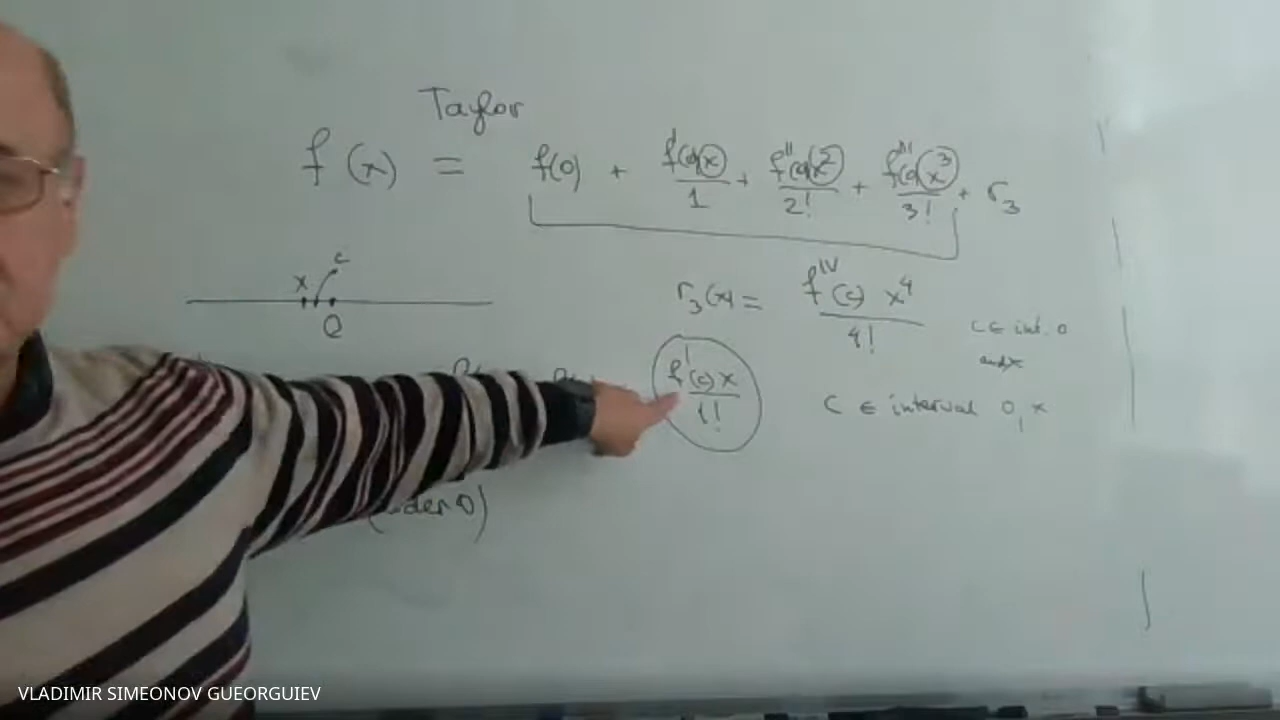 Taylor
f(x) = f(0) + f'(0)x/1 + f''(0)x²/2! + f'''(0)x³/3! + r₃
x c
0
r₃(x) = f^IV(c) x⁴/4!
c ∈ int. 0
and x
f'(c) x/1!
c ∈ interval 0, x
VLADIMIR SIMEONOV GUEORGUIEV